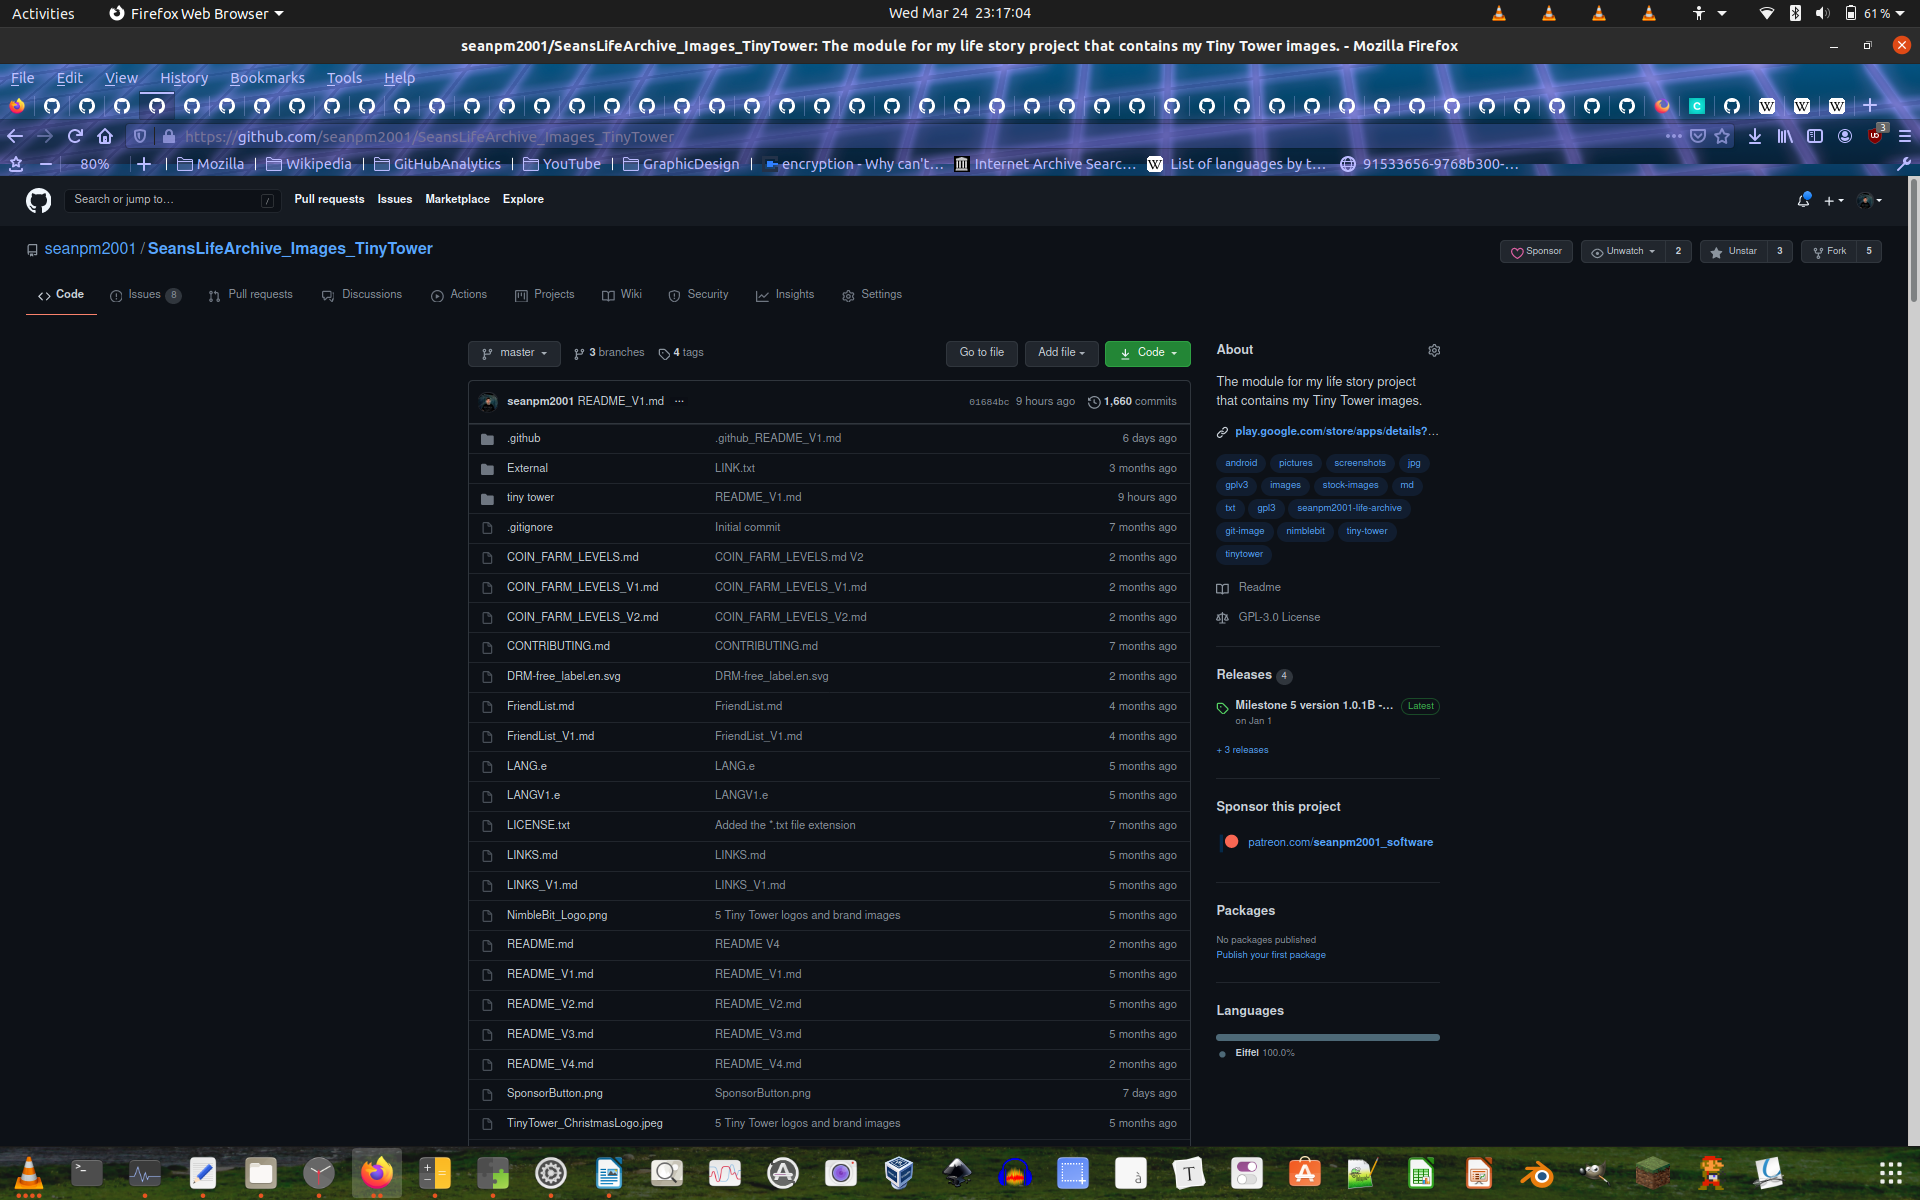 Activities
Firefox Web Browser
Wed Mar 24 23:17:04
61 %
seanpm2001/SeansLifeArchive_Images_TinyTower: The module for my life story project that contains my Tiny Tower images. - Mozilla Firefox
File Edit View History Bookmarks Tools Help
https://github.com/seanpm2001/SeansLifeArchive_Images_TinyTower
3
80%
Mozilla
Wikipedia
GitHubAnalytics
YouTube
GraphicDesign
encryption - Why can't…
Internet Archive Searc…
List of languages by t…
91533656-9768b300-…
Search or jump to…
/
Pull requests Issues Marketplace Explore
seanpm2001 / SeansLifeArchive_Images_TinyTower
Sponsor
Unwatch 2
Unstar 3
Fork 5
Code
Issues 8
Pull requests
Discussions
Actions
Projects
Wiki
Security
Insights
Settings
master
3 branches
4 tags
Go to file
Add file
Code
seanpm2001 README_V1.md ...
01684bc 9 hours ago
1,660 commits
.github .github_README_V1.md 6 days ago
External LINK.txt 3 months ago
tiny tower README_V1.md 9 hours ago
.gitignore Initial commit 7 months ago
COIN_FARM_LEVELS.md COIN_FARM_LEVELS.md V2 2 months ago
COIN_FARM_LEVELS_V1.md COIN_FARM_LEVELS_V1.md 2 months ago
COIN_FARM_LEVELS_V2.md COIN_FARM_LEVELS_V2.md 2 months ago
CONTRIBUTING.md CONTRIBUTING.md 7 months ago
DRM-free_label.en.svg DRM-free_label.en.svg 2 months ago
FriendList.md FriendList.md 4 months ago
FriendList_V1.md FriendList_V1.md 4 months ago
LANG.e LANG.e 5 months ago
LANGV1.e LANGV1.e 5 months ago
LICENSE.txt Added the *.txt file extension 7 months ago
LINKS.md LINKS.md 5 months ago
LINKS_V1.md LINKS_V1.md 5 months ago
NimbleBit_Logo.png 5 Tiny Tower logos and brand images 5 months ago
README.md README V4 2 months ago
README_V1.md README_V1.md 5 months ago
README_V2.md README_V2.md 5 months ago
README_V3.md README_V3.md 5 months ago
README_V4.md README_V4.md 2 months ago
SponsorButton.png SponsorButton.png 7 days ago
TinyTower_ChristmasLogo.jpeg 5 Tiny Tower logos and brand images 5 months ago
About
The module for my life story project
that contains my Tiny Tower images.
play.google.com/store/apps/details?…
android pictures screenshots jpg
gplv3 images stock-images md
txt gpl3 seanpm2001-life-archive
git-image nimblebit tiny-tower
tinytower
Readme
GPL-3.0 License
Releases 4
Milestone 5 version 1.0.1B -… Latest
on Jan 1
+ 3 releases
Sponsor this project
patreon.com/seanpm2001_software
Packages
No packages published
Publish your first package
Languages
Eiffel 100.0%